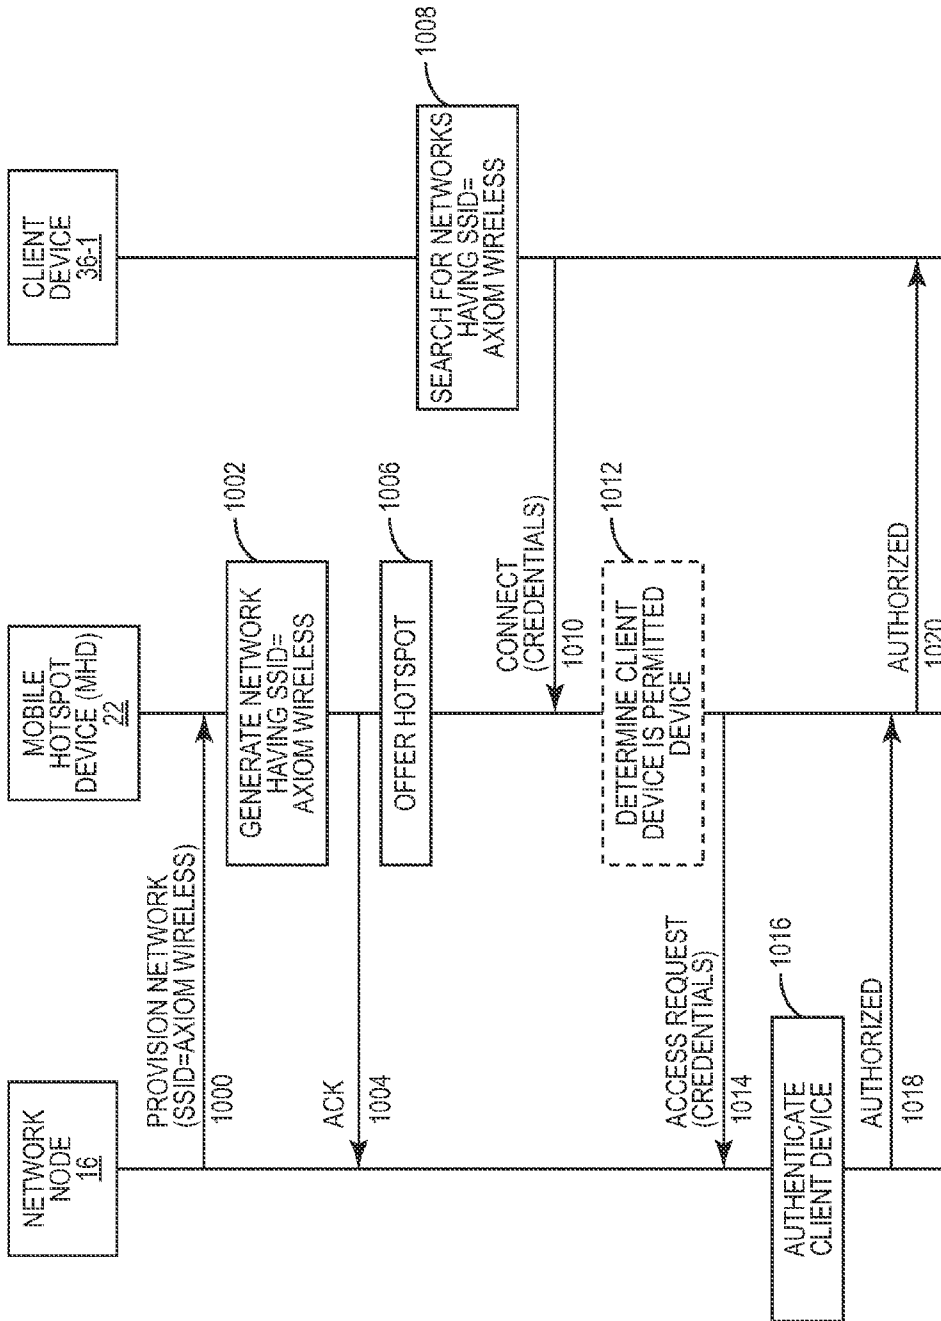 NETWORK
NODE
16
MOBILE
HOTSPOT
DEVICE (MHD)
22
CLIENT
DEVICE
36-1
PROVISION NETWORK
(SSID=AXIOM WIRELESS)
1000
GENERATE NETWORK
HAVING SSID=
AXIOM WIRELESS
1002
ACK
1004
OFFER HOTSPOT
1006
SEARCH FOR NETWORKS
HAVING SSID=
AXIOM WIRELESS
1008
CONNECT
(CREDENTIALS)
1010
DETERMINE CLIENT
DEVICE IS PERMITTED
DEVICE
1012
ACCESS REQUEST
(CREDENTIALS)
1014
AUTHENTICATE
CLIENT DEVICE
1016
AUTHORIZED
1018
AUTHORIZED
1020